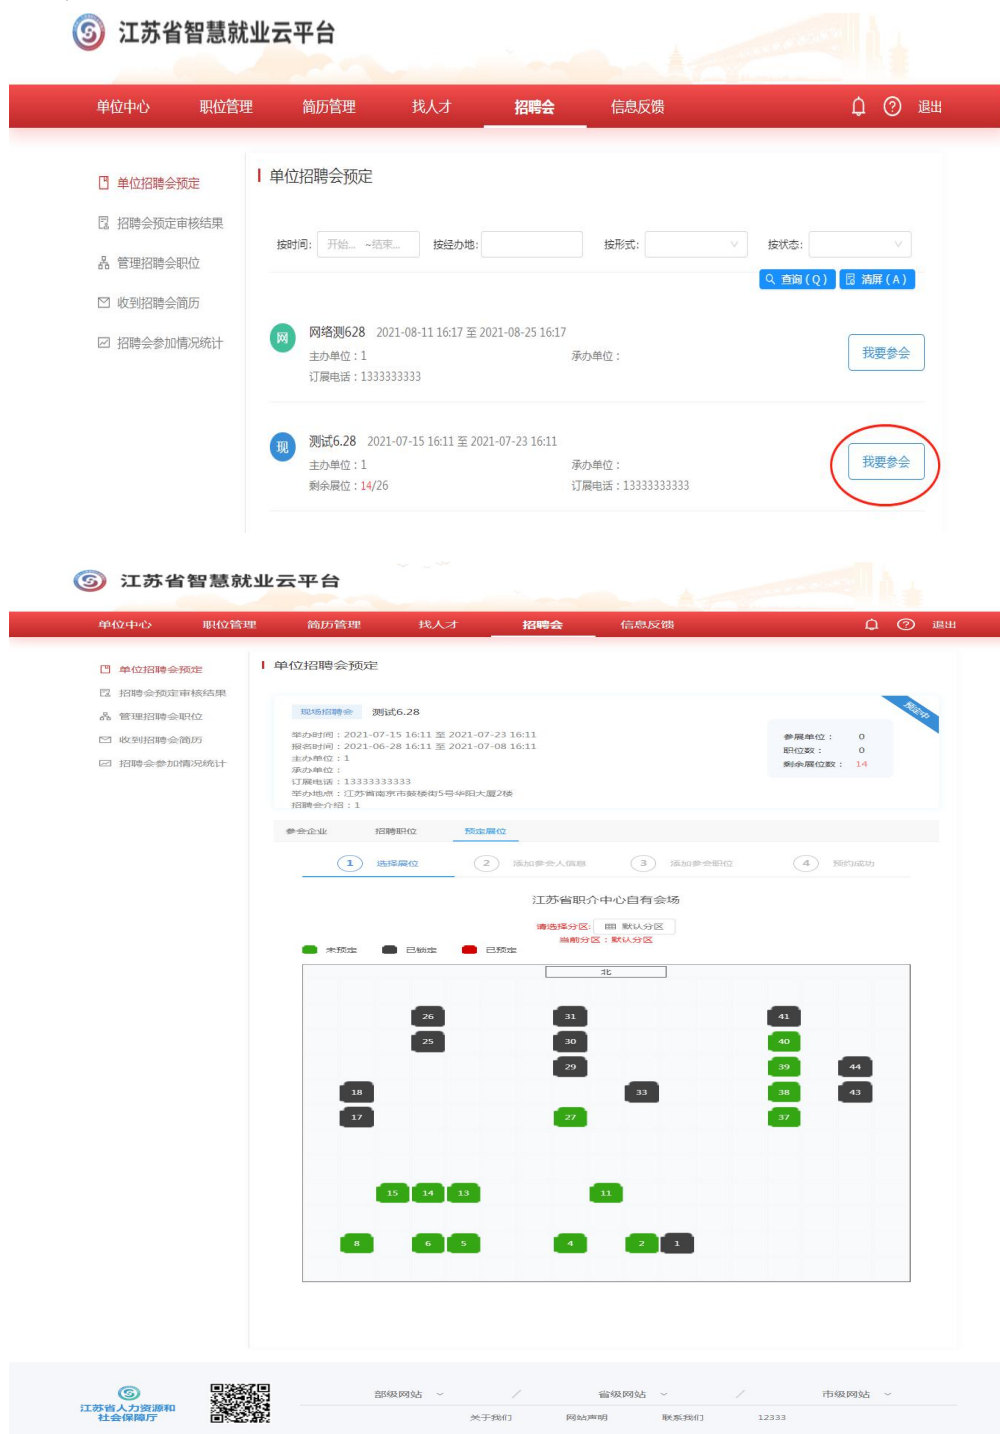 江苏省智慧就业云平台
单位中心 职位管理 简历管理 找人才 招聘会 信息反馈 退出
单位招聘会预定
招聘会预定审核结果
管理招聘会职位
收到招聘会简历
招聘会参加情况统计
单位招聘会预定
按时间: 开始... ~结束... 按经办地: 按形式: 按状态:
查询(Q) 清屏(A)
网 网络测628 2021-08-11 16:17 至 2021-08-25 16:17
主办单位：1 承办单位：
订展电话：1333333333
我要参会
现 测试6.28 2021-07-15 16:11 至 2021-07-23 16:11
主办单位：1 承办单位：
剩余展位：14/26 订展电话：13333333333
我要参会
江苏省智慧就业云平台
单位中心 职位管理 简历管理 找人才 招聘会 信息反馈 退出
单位招聘会预定
招聘会预定审核结果
管理招聘会职位
收到招聘会简历
招聘会参加情况统计
单位招聘会预定
现场招聘会 测试6.28
预定中
举办时间：2021-07-15 16:11 至 2021-07-23 16:11
报名时间：2021-06-28 16:11 至 2021-07-08 16:11
主办单位：1
承办单位：
订展电话：13333333333
举办地点：江苏省南京市鼓楼街5号华阳大厦2楼
招聘会介绍：1
参展单位： 0
职位数： 0
剩余展位数： 14
参会企业 招聘职位 预定展位
1 选择展位 2 添加参会人信息 3 添加参会职位 4 预约成功
江苏省职介中心自有会场
请选择分区: 默认分区
当前分区：默认分区
未预定 已锁定 已预定
北
26 31 41
25 30 40
29 39 44
18 33 38 43
17 27 37
15 14 13 11
8 6 5 4 2 1
江苏省人力资源和
社会保障厅
部级网站 / 省级网站 / 市级网站
关于我们 网站声明 联系我们 12333